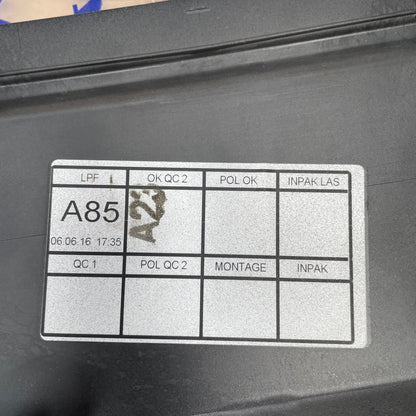 LPF OK QC 2 POL OK INPAK LAS
A85 A23
06.06.16 17:35
QC 1 POL QC 2 MONTAGE INPAK